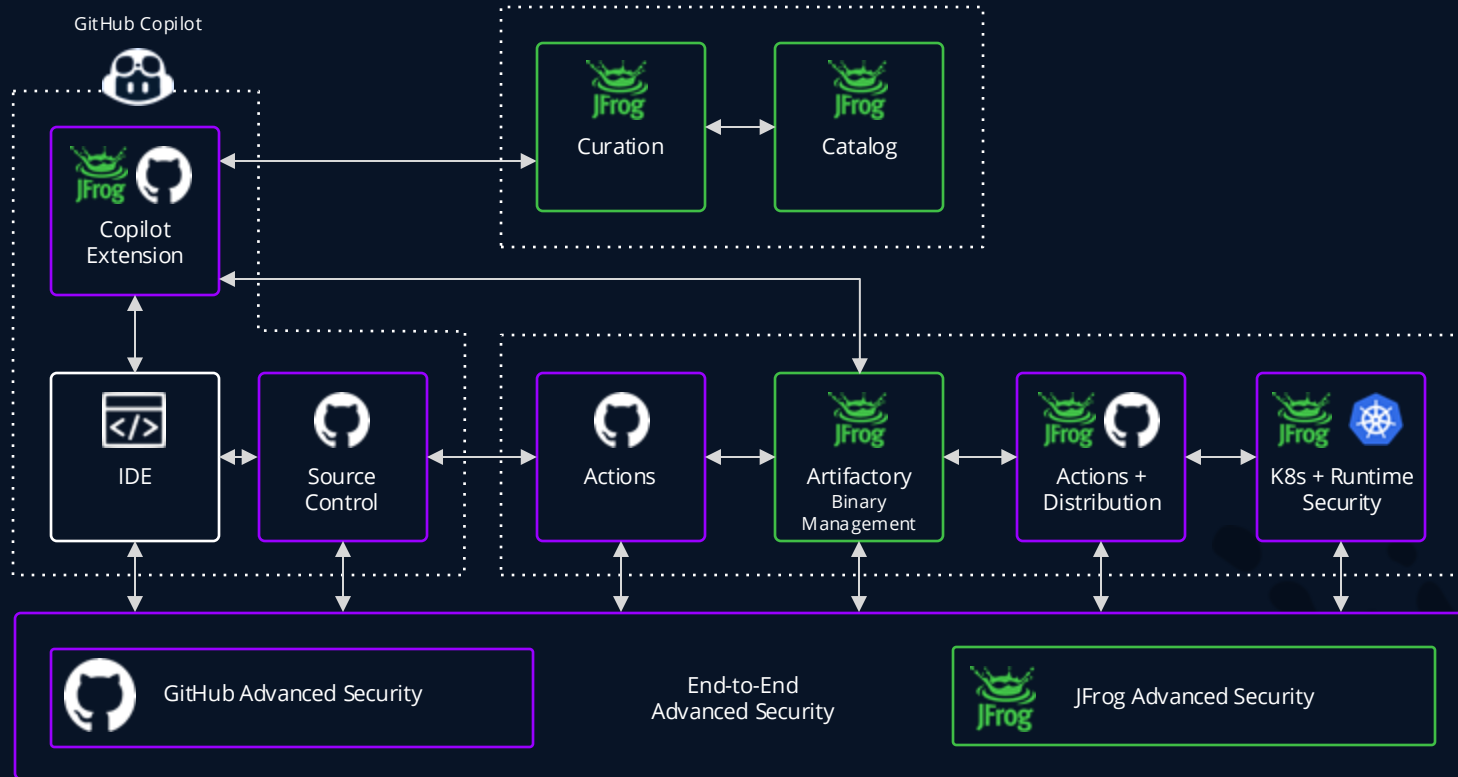 GitHub Copilot
JFrog
Curation
JFrog
Catalog
JFrog
Copilot
Extension
</>
IDE
Source
Control
Actions
JFrog
Artifactory
Binary
Management
JFrog
Actions +
Distribution
JFrog
K8s + Runtime
Security
GitHub Advanced Security
End-to-End
Advanced Security
JFrog
JFrog Advanced Security